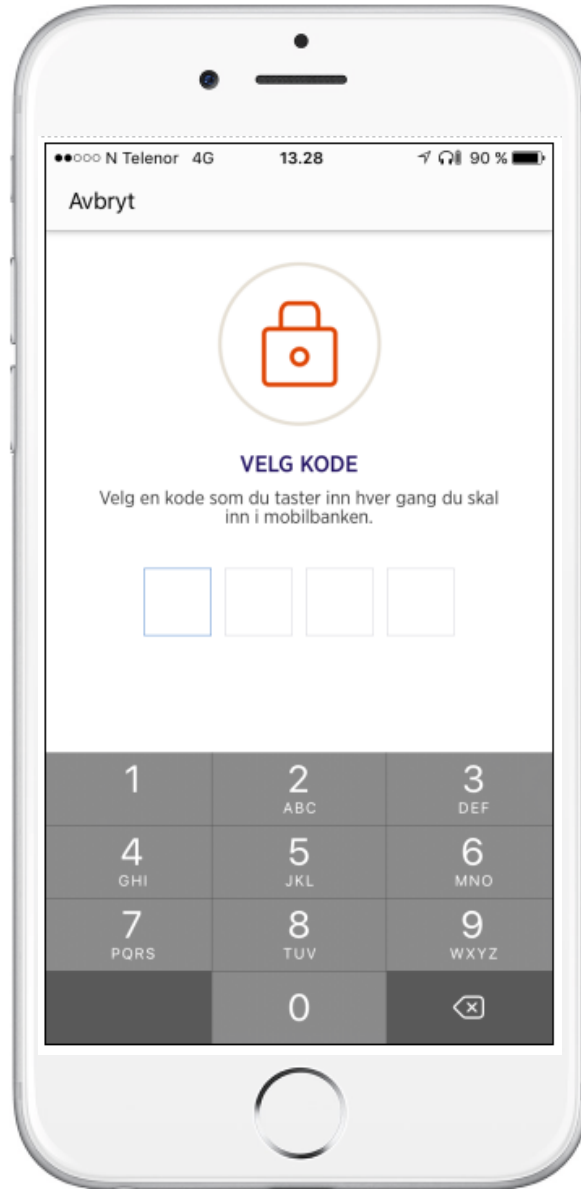 N Telenor 4G 13.28 90 %
Avbryt
VELG KODE
Velg en kode som du taster inn hver gang du skal
inn i mobilbanken.
1 2 3
ABC DEF
4 5 6
GHI JKL MNO
7 8 9
PQRS TUV WXYZ
0